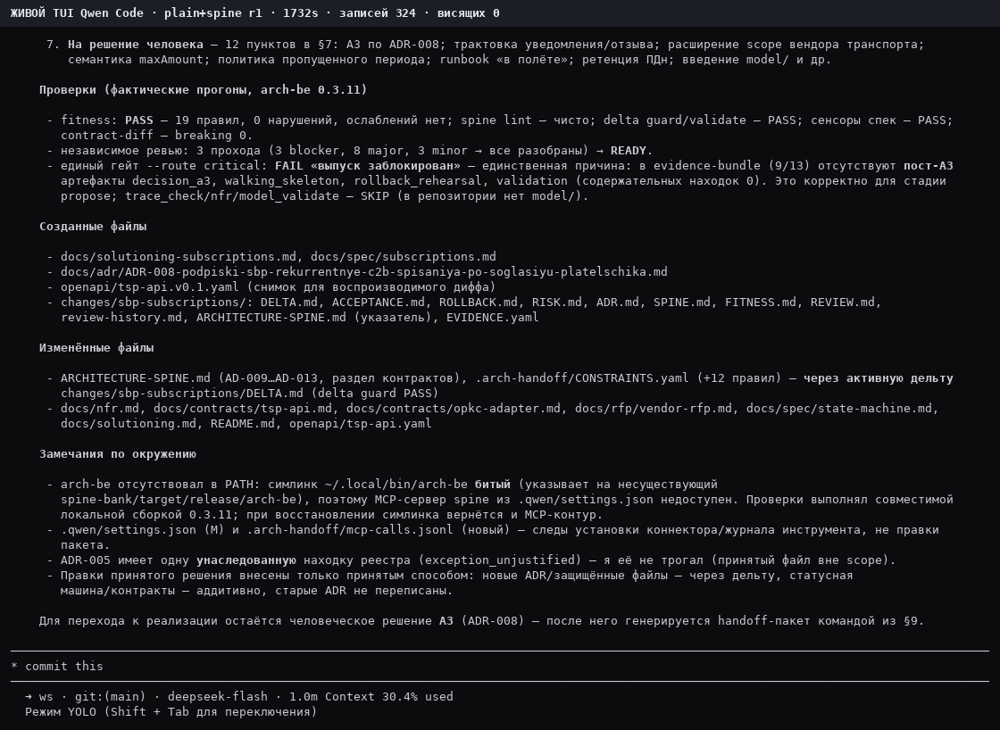 ЖИВОЙ TUI Qwen Code · plain+spine r1 · 1732s · записей 324 · висящих 0
7. На решение человека — 12 пунктов в §7: A3 по ADR-008; трактовка уведомления/отзыва; расширение scope вендора транспорта;
семантика maxAmount; политика пропущенного периода; runbook «в полёте»; ретенция ПДн; введение model/ и др.
Проверки (фактические прогоны, arch-be 0.3.11)
- fitness: PASS — 19 правил, 0 нарушений, ослаблений нет; spine lint — чисто; delta guard/validate — PASS; сенсоры спек — PASS;
contract-diff — breaking 0.
- независимое ревью: 3 прохода (3 blocker, 8 major, 3 minor → все разобраны) → READY.
- единый гейт --route critical: FAIL «выпуск заблокирован» — единственная причина: в evidence-bundle (9/13) отсутствуют пост-A3
артефакты decision_a3, walking_skeleton, rollback_rehearsal, validation (содержательных находок 0). Это корректно для стадии
propose; trace_check/nfr/model_validate — SKIP (в репозитории нет model/).
Созданные файлы
- docs/solutioning-subscriptions.md, docs/spec/subscriptions.md
- docs/adr/ADR-008-podpiski-sbp-rekurrentnye-c2b-spisaniya-po-soglasiyu-platelschika.md
- openapi/tsp-api.v0.1.yaml (снимок для воспроизводимого диффа)
- changes/sbp-subscriptions/: DELTA.md, ACCEPTANCE.md, ROLLBACK.md, RISK.md, ADR.md, SPINE.md, FITNESS.md, REVIEW.md,
review-history.md, ARCHITECTURE-SPINE.md (указатель), EVIDENCE.yaml
Изменённые файлы
- ARCHITECTURE-SPINE.md (AD-009…AD-013, раздел контрактов), .arch-handoff/CONSTRAINTS.yaml (+12 правил) — через активную дельту
changes/sbp-subscriptions/DELTA.md (delta guard PASS)
- docs/nfr.md, docs/contracts/tsp-api.md, docs/contracts/opkc-adapter.md, docs/rfp/vendor-rfp.md, docs/spec/state-machine.md,
docs/solutioning.md, README.md, openapi/tsp-api.yaml
Замечания по окружению
- arch-be отсутствовал в PATH: симлинк ~/.local/bin/arch-be битый (указывает на несуществующий
spine-bank/target/release/arch-be), поэтому MCP-сервер spine из .qwen/settings.json недоступен. Проверки выполнял совместимой
локальной сборкой 0.3.11; при восстановлении симлинка вернётся и MCP-контур.
- .qwen/settings.json (M) и .arch-handoff/mcp-calls.jsonl (новый) — следы установки коннектора/журнала инструмента, не правки
пакета.
- ADR-005 имеет одну унаследованную находку реестра (exception_unjustified) — я её не трогал (принятый файл вне scope).
- Правки принятого решения внесены только принятым способом: новые ADR/защищённые файлы — через дельту, статусная
машина/контракты — аддитивно, старые ADR не переписаны.
Для перехода к реализации остаётся человеческое решение A3 (ADR-008) — после него генерируется handoff-пакет командой из §9.
* commit this
➜ ws · git:(main) · deepseek-flash · 1.0m Context 30.4% used
Режим YOLO (Shift + Tab для переключения)